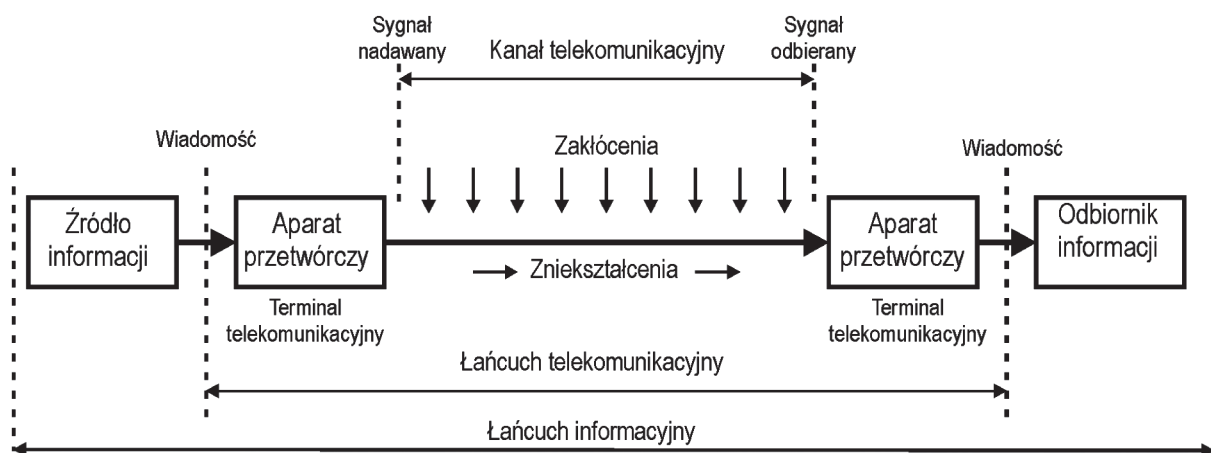 Sygnał
nadawany
Kanał telekomunikacyjny
Sygnał
odbierany
Wiadomość
Zakłócenia
Wiadomość
Źródło
informacji
Aparat
przetwórczy
Zniekształcenia
Aparat
przetwórczy
Odbiornik
informacji
Terminal
telekomunikacyjny
Terminal
telekomunikacyjny
Łańcuch telekomunikacyjny
Łańcuch informacyjny